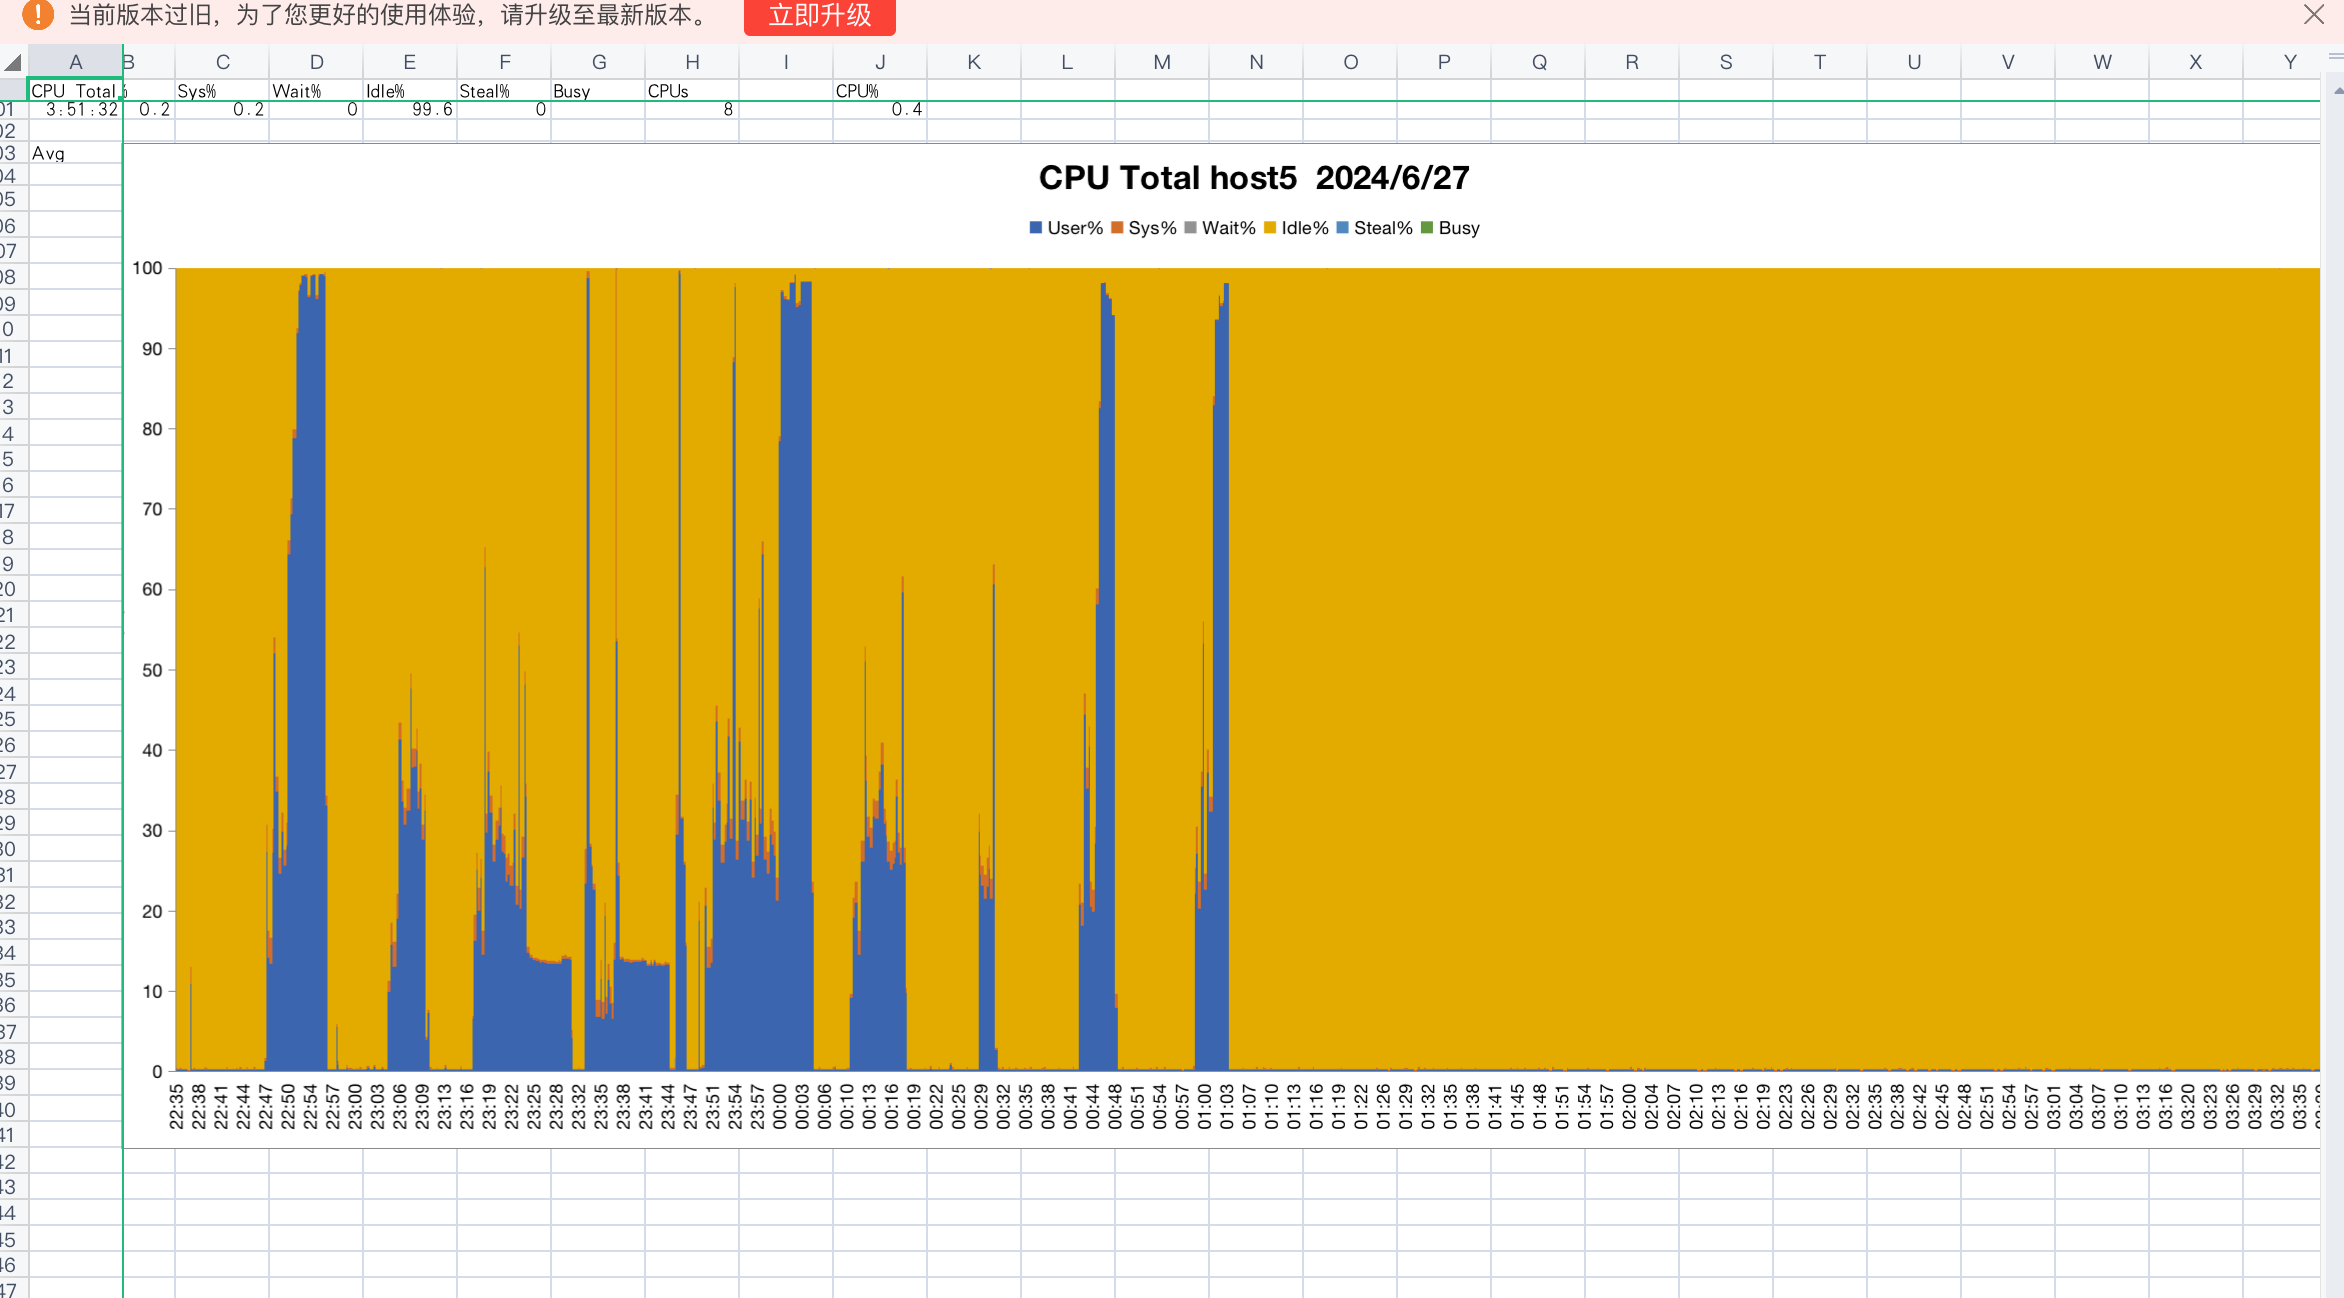 当前版本过旧，为了您更好的使用体验，请升级至最新版本。 立即升级
A B C D E F G H I J K L M N O P Q R S T U V W X Y
CPU Total Sys% Wait% Idle% Steal% Busy CPUs CPU%
01 3:51:32 0.2 0.2 0 99.6 0 8 0.4
02
03 Avg
CPU Total host5 2024/6/27
User% Sys% Wait% Idle% Steal% Busy
100
90
80
70
60
50
40
30
20
10
0
22:35 22:38 22:41 22:44 22:47 22:50 22:54 22:57 23:00 23:03 23:06 23:09 23:13 23:16 23:19 23:22 23:25 23:28 23:32 23:35 23:38 23:41 23:44 23:47 23:51 23:54 23:57 00:00 00:03 00:06 00:10 00:13 00:16 00:19 00:22 00:25 00:29 00:32 00:35 00:38 00:41 00:44 00:48 00:51 00:54 00:57 01:00 01:03 01:07 01:10 01:13 01:16 01:19 01:22 01:26 01:29 01:32 01:35 01:38 01:41 01:45 01:48 01:51 01:54 01:57 02:00 02:04 02:07 02:10 02:13 02:16 02:19 02:23 02:26 02:29 02:32 02:35 02:38 02:42 02:45 02:48 02:51 02:54 02:57 03:01 03:04 03:07 03:10 03:13 03:16 03:20 03:23 03:26 03:29 03:32 03:35